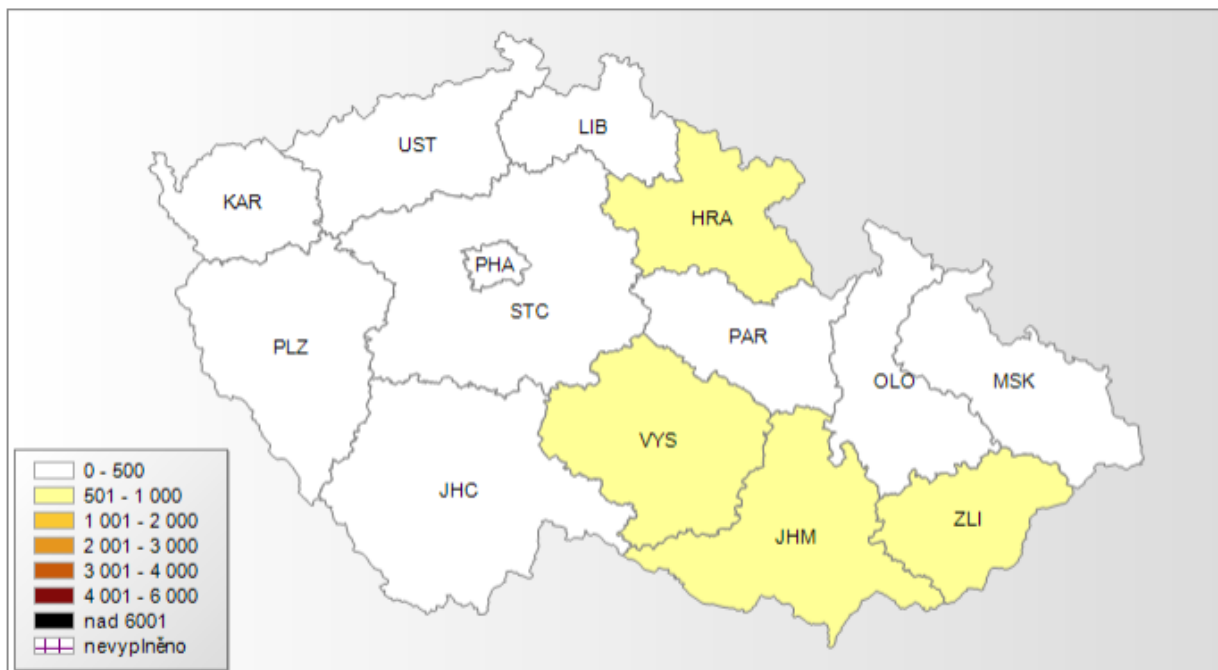 LIB
UST
KAR
HRA
PHA
STC
PAR
PLZ
OLO
MSK
VYS
JHC
ZLI
JHM
0 - 500
501 - 1 000
1 001 - 2 000
2 001 - 3 000
3 001 - 4 000
4 001 - 6 000
nad 6001
nevyplněno